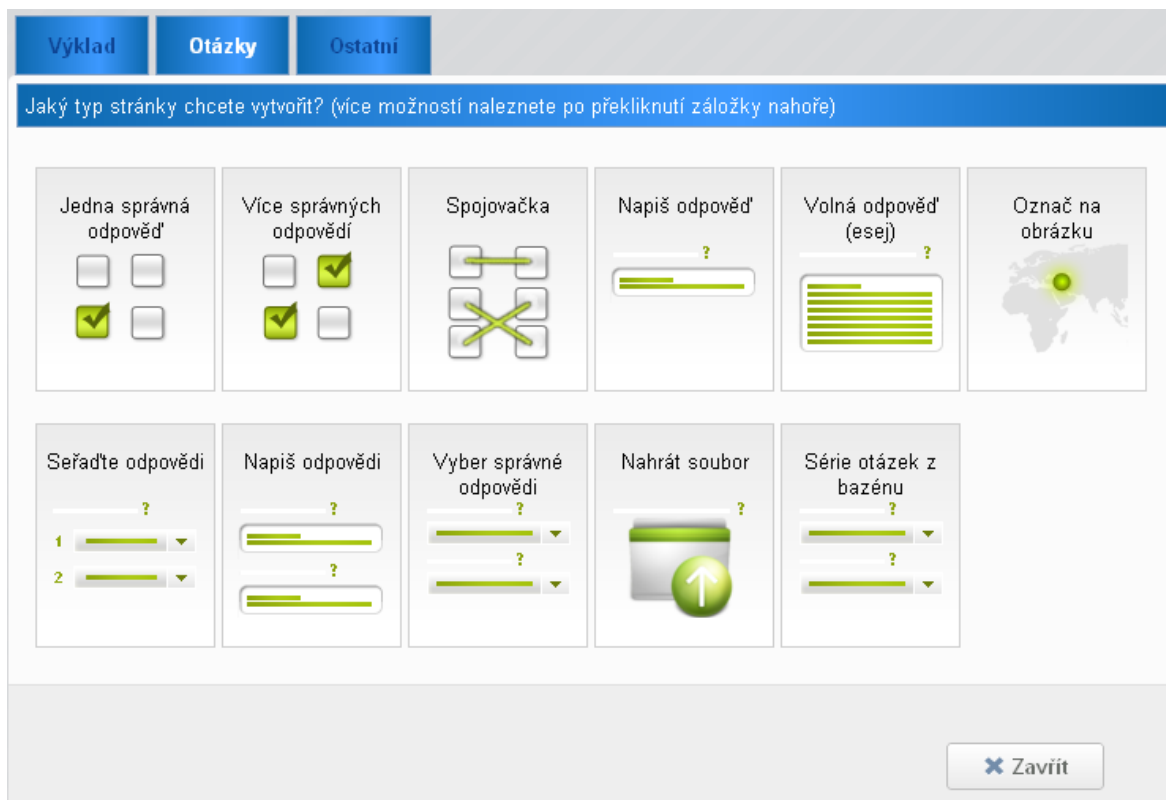 Výklad
Otázky
Ostatní
Jaký typ stránky chcete vytvořit? (více možností naleznete po překliknutí záložky nahoře)
Jedna správná
odpověď
Více správných
odpovědí
Spojovačka
Napiš odpověď
?
Volná odpověď
(esej)
?
Označ na
obrázku
Seřaďte odpovědi
?
1
2
Napiš odpovědi
?
?
Vyber správné
odpovědi
?
?
Nahrát soubor
?
Série otázek z
bazénu
?
?
Zavřít